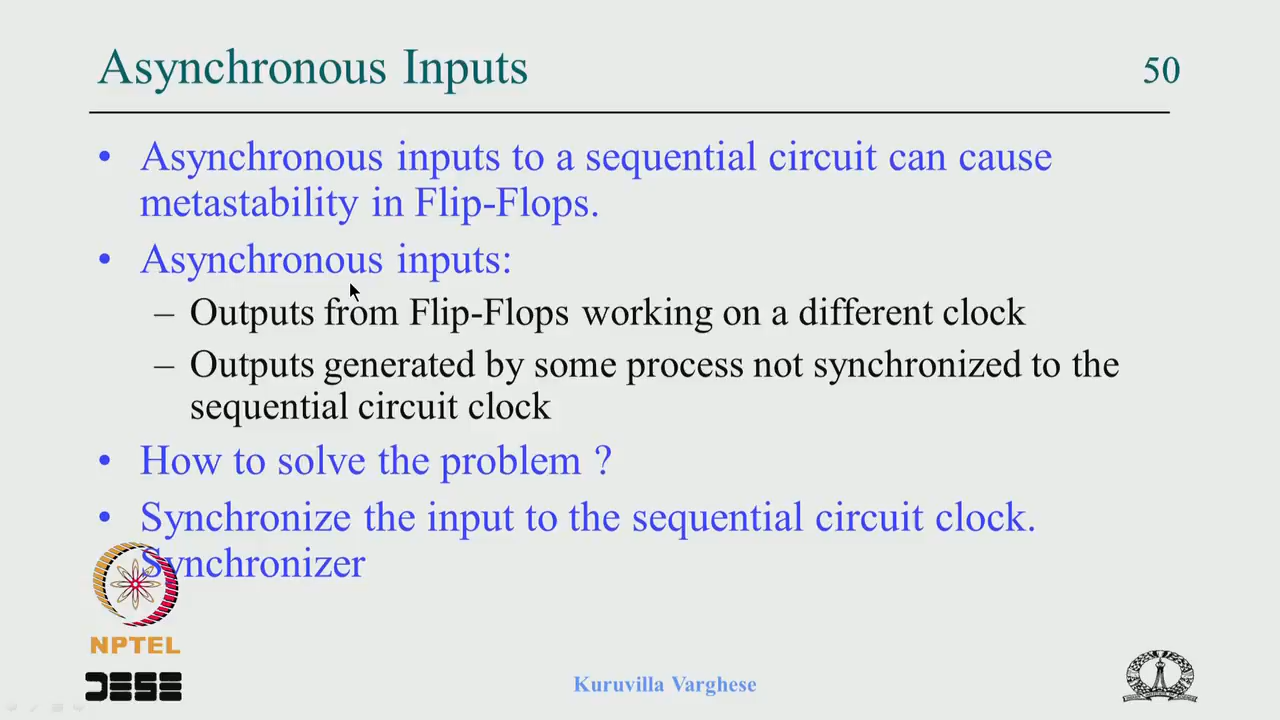 Asynchronous Inputs
50
• Asynchronous inputs to a sequential circuit can cause
metastability in Flip-Flops.
• Asynchronous inputs:
– Outputs from Flip-Flops working on a different clock
– Outputs generated by some process not synchronized to the
sequential circuit clock
• How to solve the problem ?
• Synchronize the input to the sequential circuit clock.
Synchronizer
NPTEL
DESE
Kuruvilla Varghese